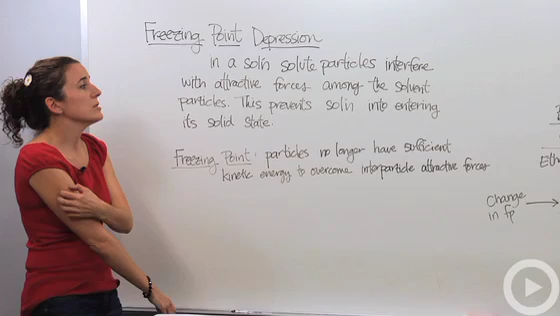 Freezing Point Depression
in a sol'n solute particles interfere
with attractive forces among the solvent
particles. This prevents sol'n into entering
its solid state.
Freezing Point: particles no longer have sufficient
kinetic energy to overcome interparticle attractive forces
Eth
Change
in fp